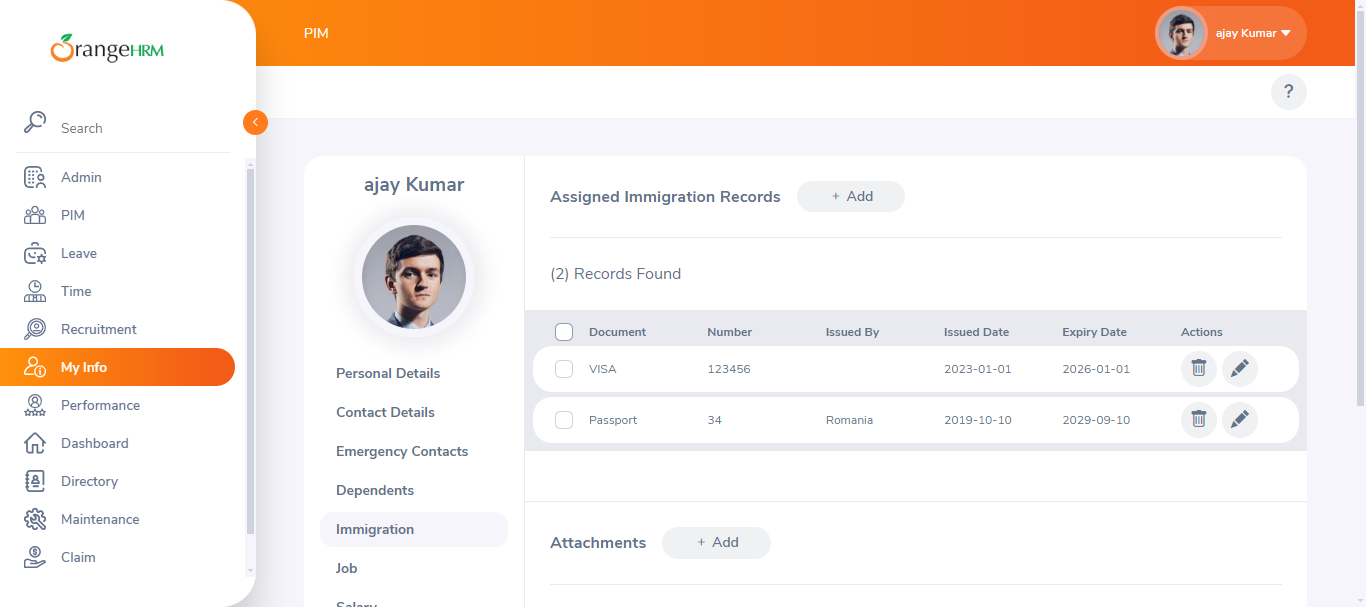 OrangeHRM
PIM
ajay Kumar
?
Search
Admin
PIM
Leave
Time
Recruitment
My Info
Performance
Dashboard
Directory
Maintenance
Claim
ajay Kumar
Personal Details
Contact Details
Emergency Contacts
Dependents
Immigration
Job
Salary
Assigned Immigration Records + Add
(2) Records Found
Document Number Issued By Issued Date Expiry Date Actions
VISA 123456 2023-01-01 2026-01-01
Passport 34 Romania 2019-10-10 2029-09-10
Attachments + Add